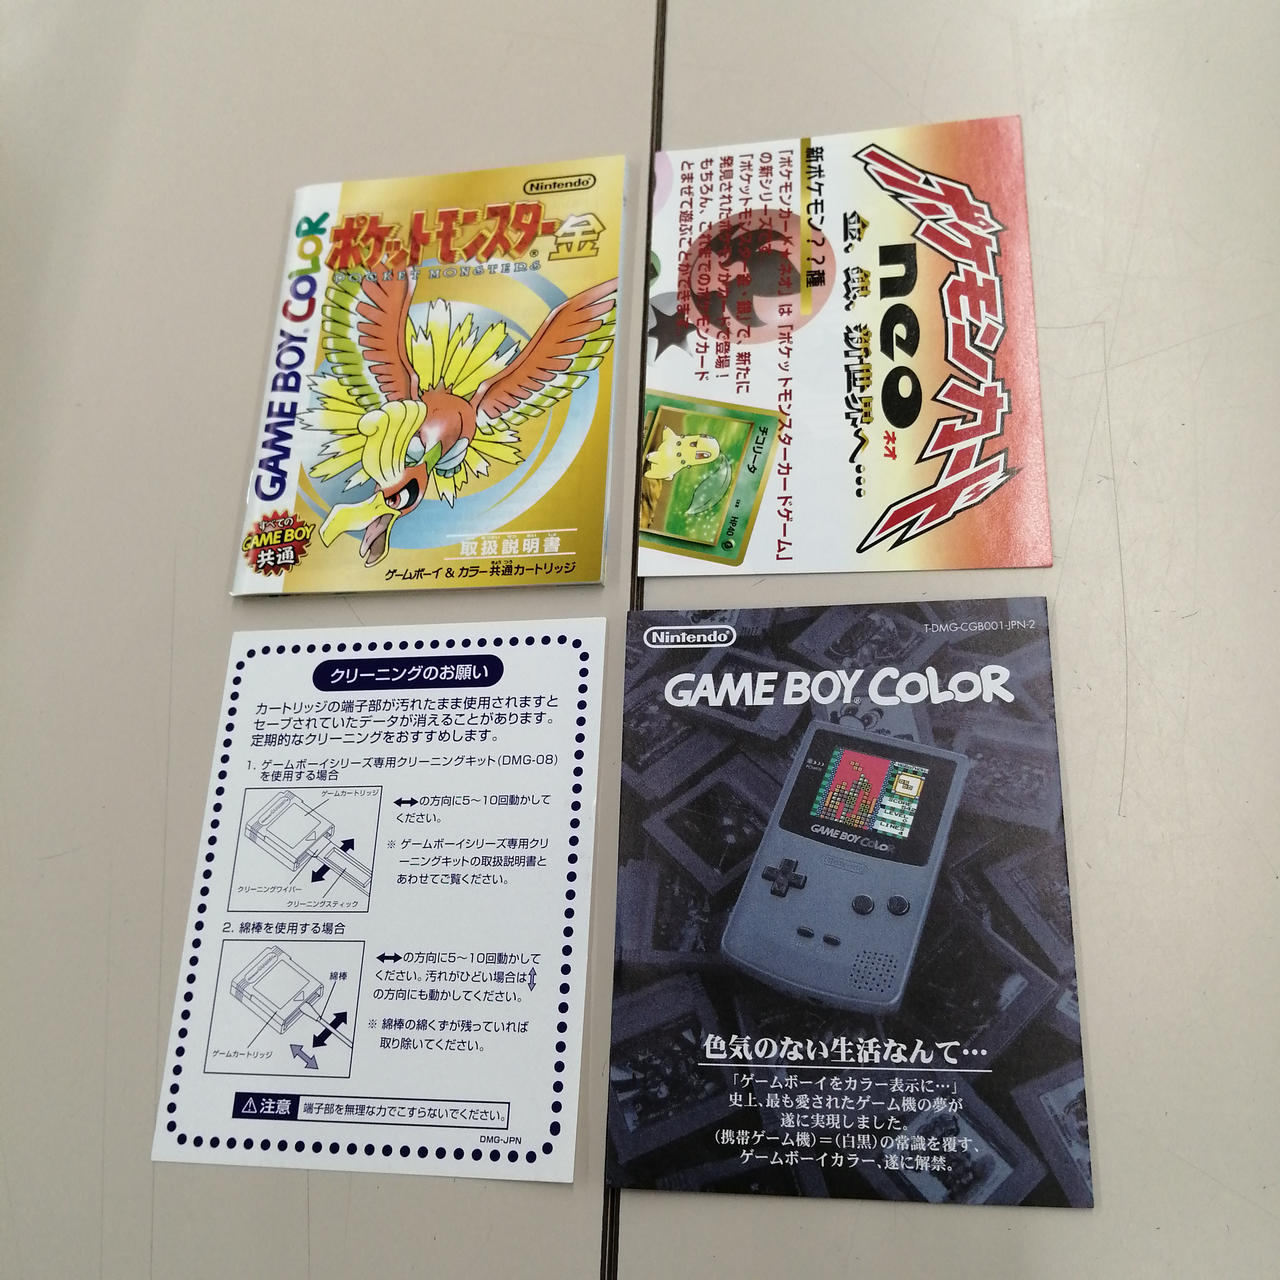 Nintendo
GAME BOY COLOR
ポケットモンスター金
POCKET MONSTERS
すべての
GAME BOY
共通
取扱説明書
ゲームボーイ & カラー共通カートリッジ
ポケモンカード
neo
ネオ
金、銀、新世界へ…
新ポケモン??種
「ポケモンカード★ネオ」は「ポケットモンスターカードゲーム」
の新シリーズです
「ポケットモンスター金・銀」で、新たに
発見されたポケモンがカードで登場!
もちろん、これまでのポケモンカード
とまぜて遊ぶことができます
チコリータ
HP40
クリーニングのお願い
カートリッジの端子部が汚れたまま使用されますと
セーブされていたデータが消えることがあります。
定期的なクリーニングをおすすめします。
1. ゲームボーイシリーズ専用クリーニングキット(DMG-08)
を使用する場合
ゲームカートリッジ
クリーニングワイパー
クリーニングスティック
⟷の方向に5〜10回動かして
ください。
※ ゲームボーイシリーズ専用クリ
ーニングキットの取扱説明書と
あわせてご覧ください。
2. 綿棒を使用する場合
綿棒
ゲームカートリッジ
⟷の方向に5〜10回動かして
ください。汚れがひどい場合は↕
の方向にも動かしてください。
※ 綿棒の綿くずが残っていれば
取り除いてください。
⚠注意 端子部を無理な力でこすらないでください。
DMG-JPN
Nintendo
T-DMG-CGB001-JPN-2
GAME BOY COLOR
SCORE
LEVEL
LINES
GAME BOY COLOR
Nintendo
色気のない生活なんて…
「ゲームボーイをカラー表示に…」
史上、最も愛されたゲーム機の夢が
遂に実現しました。
(携帯ゲーム機)=(白黒)の常識を覆す、
ゲームボーイカラー、遂に解禁。